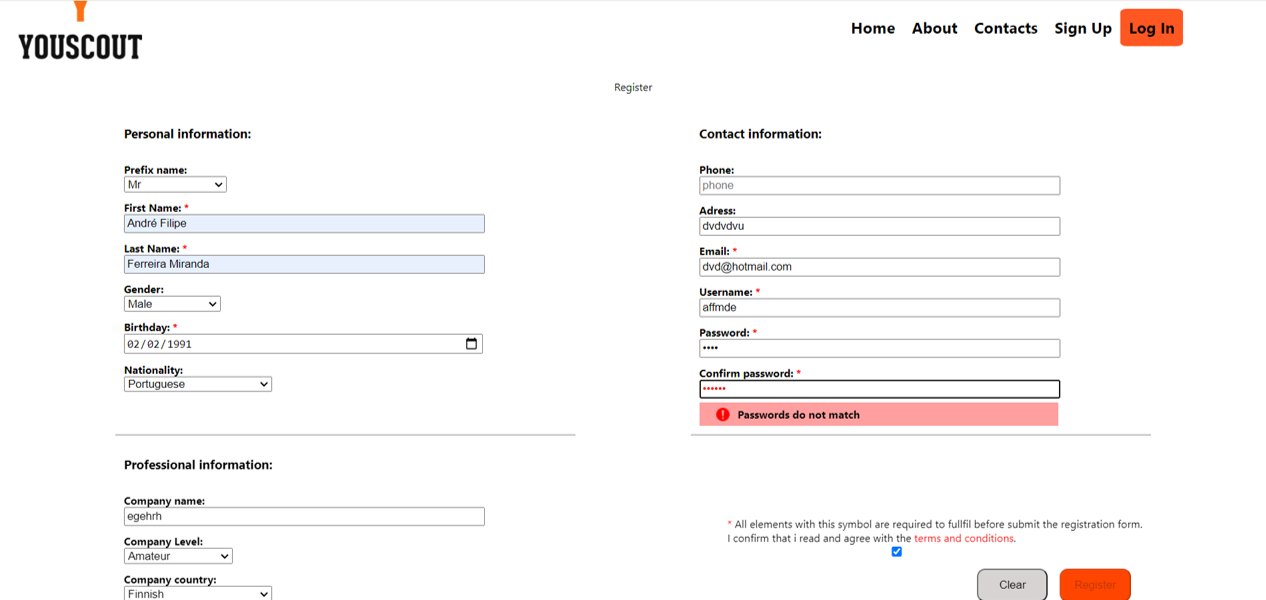 YOUSCOUT
Home About Contacts Sign Up Log In
Register
Personal information:
Prefix name:
Mr
First Name: *
André Filipe
Last Name: *
Ferreira Miranda
Gender:
Male
Birthday: *
02/02/1991
Nationality:
Portuguese
Contact information:
Phone:
phone
Adress:
dvdvdvu
Email: *
dvd@hotmail.com
Username: *
affmde
Password: *
••••
Confirm password: *
••••••
! Passwords do not match
Professional information:
Company name:
egehrh
Company Level:
Amateur
Company country:
Finnish
* All elements with this symbol are required to fullfil before submit the registration form.
I confirm that i read and agree with the terms and conditions.
Clear Register